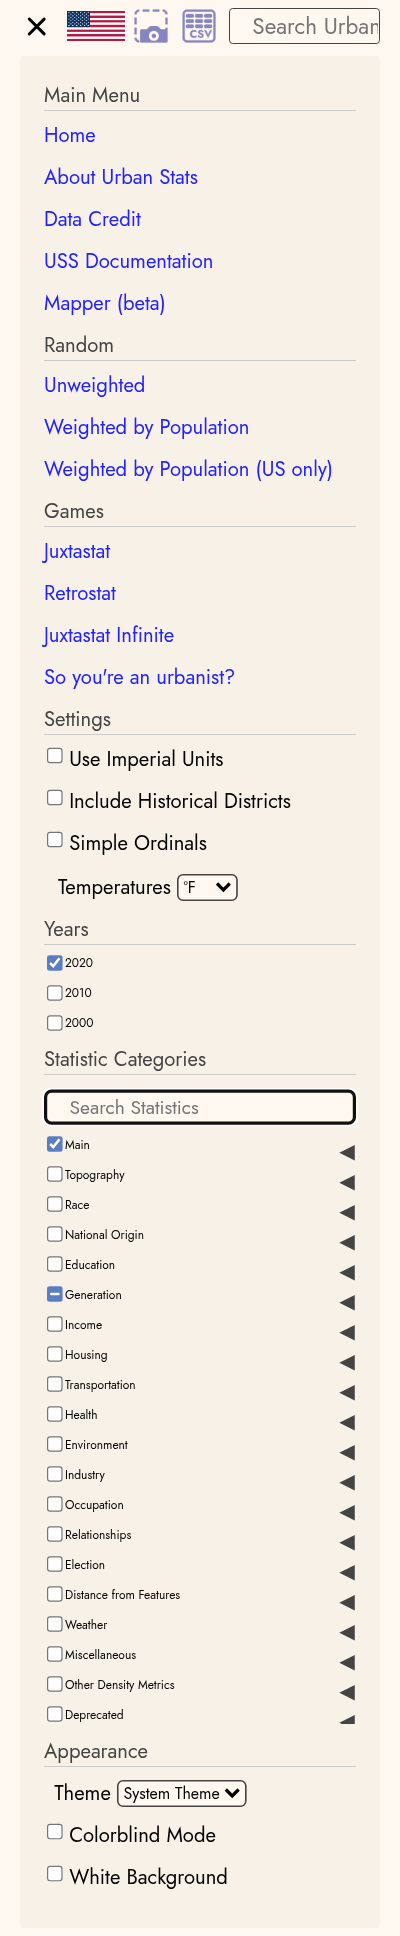 CSV
Search Urban
Main Menu
Home
About Urban Stats
Data Credit
USS Documentation
Mapper (beta)
Random
Unweighted
Weighted by Population
Weighted by Population (US only)
Games
Juxtastat
Retrostat
Juxtastat Infinite
So you're an urbanist?
Settings
Use Imperial Units
Include Historical Districts
Simple Ordinals
Temperatures °F
Years
2020
2010
2000
Statistic Categories
Search Statistics
Main
Topography
Race
National Origin
Education
Generation
Income
Housing
Transportation
Health
Environment
Industry
Occupation
Relationships
Election
Distance from Features
Weather
Miscellaneous
Other Density Metrics
Deprecated
Appearance
Theme System Theme
Colorblind Mode
White Background